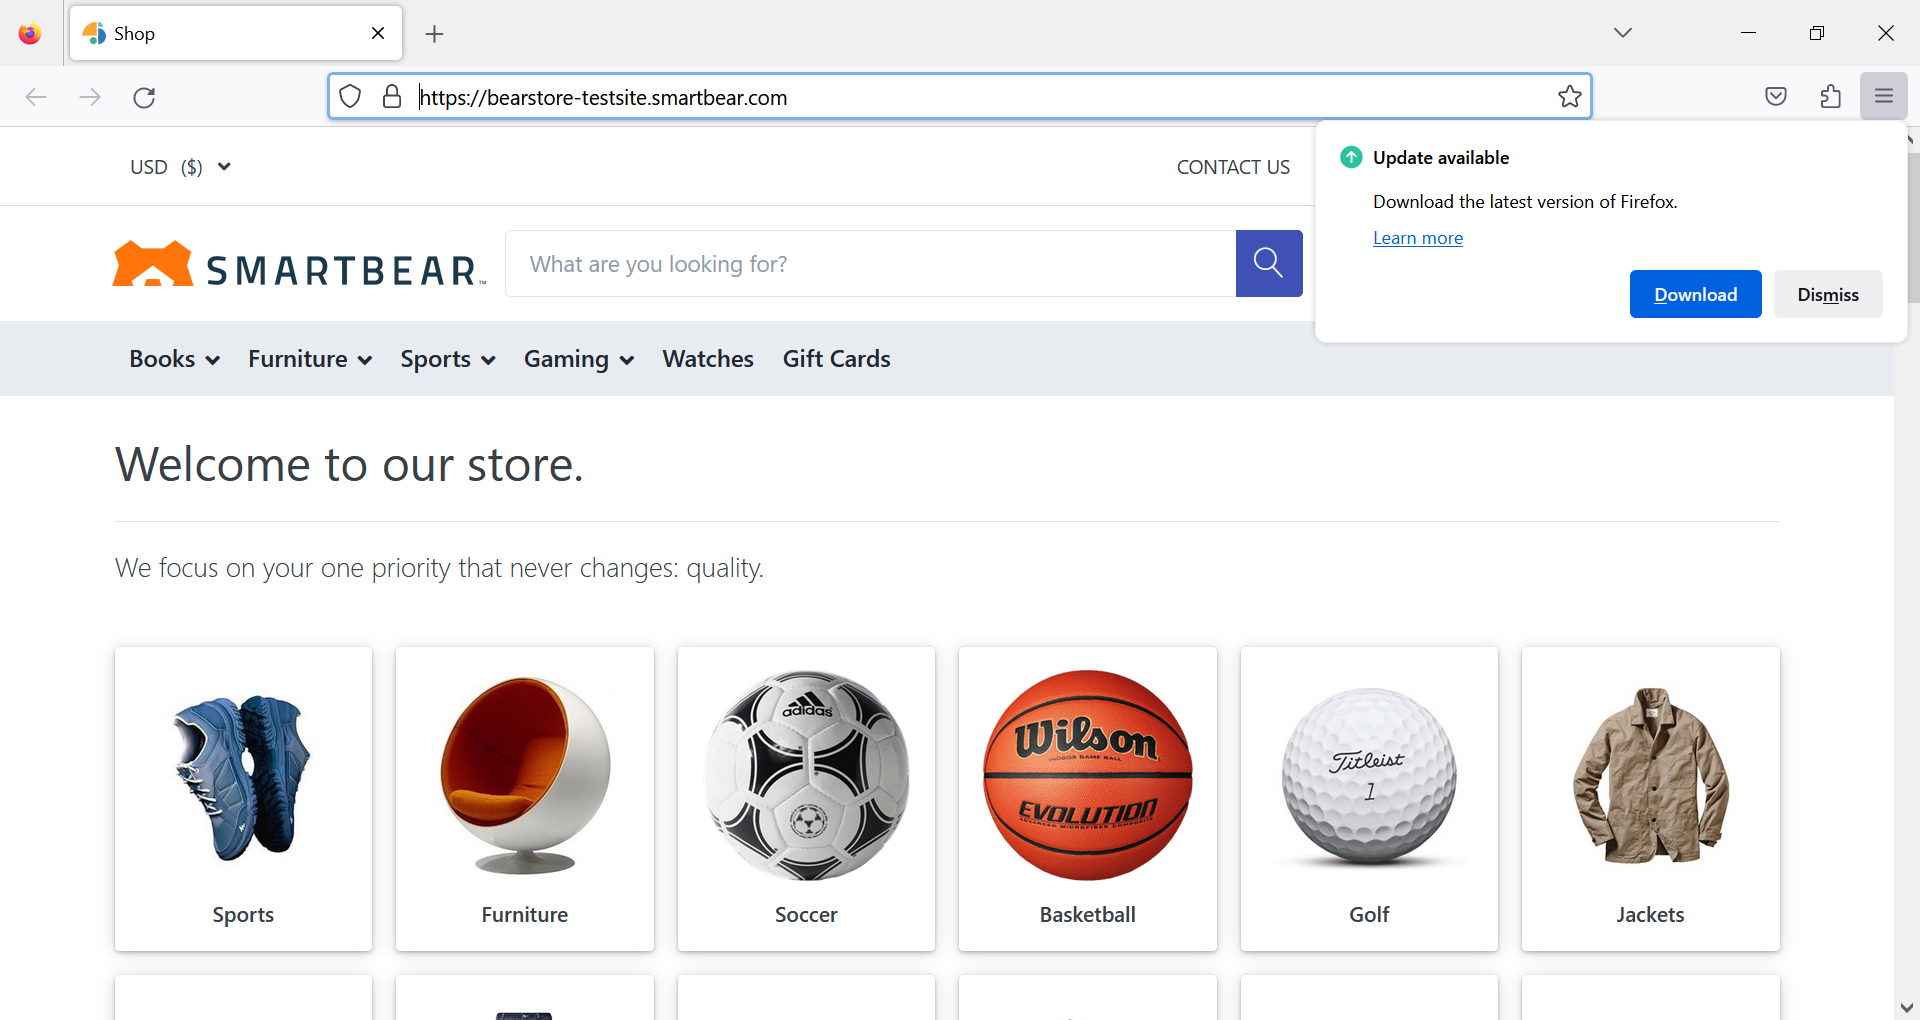 Shop
https://bearstore-testsite.smartbear.com
Update available
Download the latest version of Firefox.
Learn more
Download
Dismiss
USD ($)
CONTACT US
SMARTBEAR™
What are you looking for?
Books
Furniture
Sports
Gaming
Watches
Gift Cards
Welcome to our store.
We focus on your one priority that never changes: quality.
adidas
Wilson
INDOOR GAME BALL
EVOLUTION
ADVANCED MICROFIBER COMPOSITE
Titleist
1
Sports
Furniture
Soccer
Basketball
Golf
Jackets